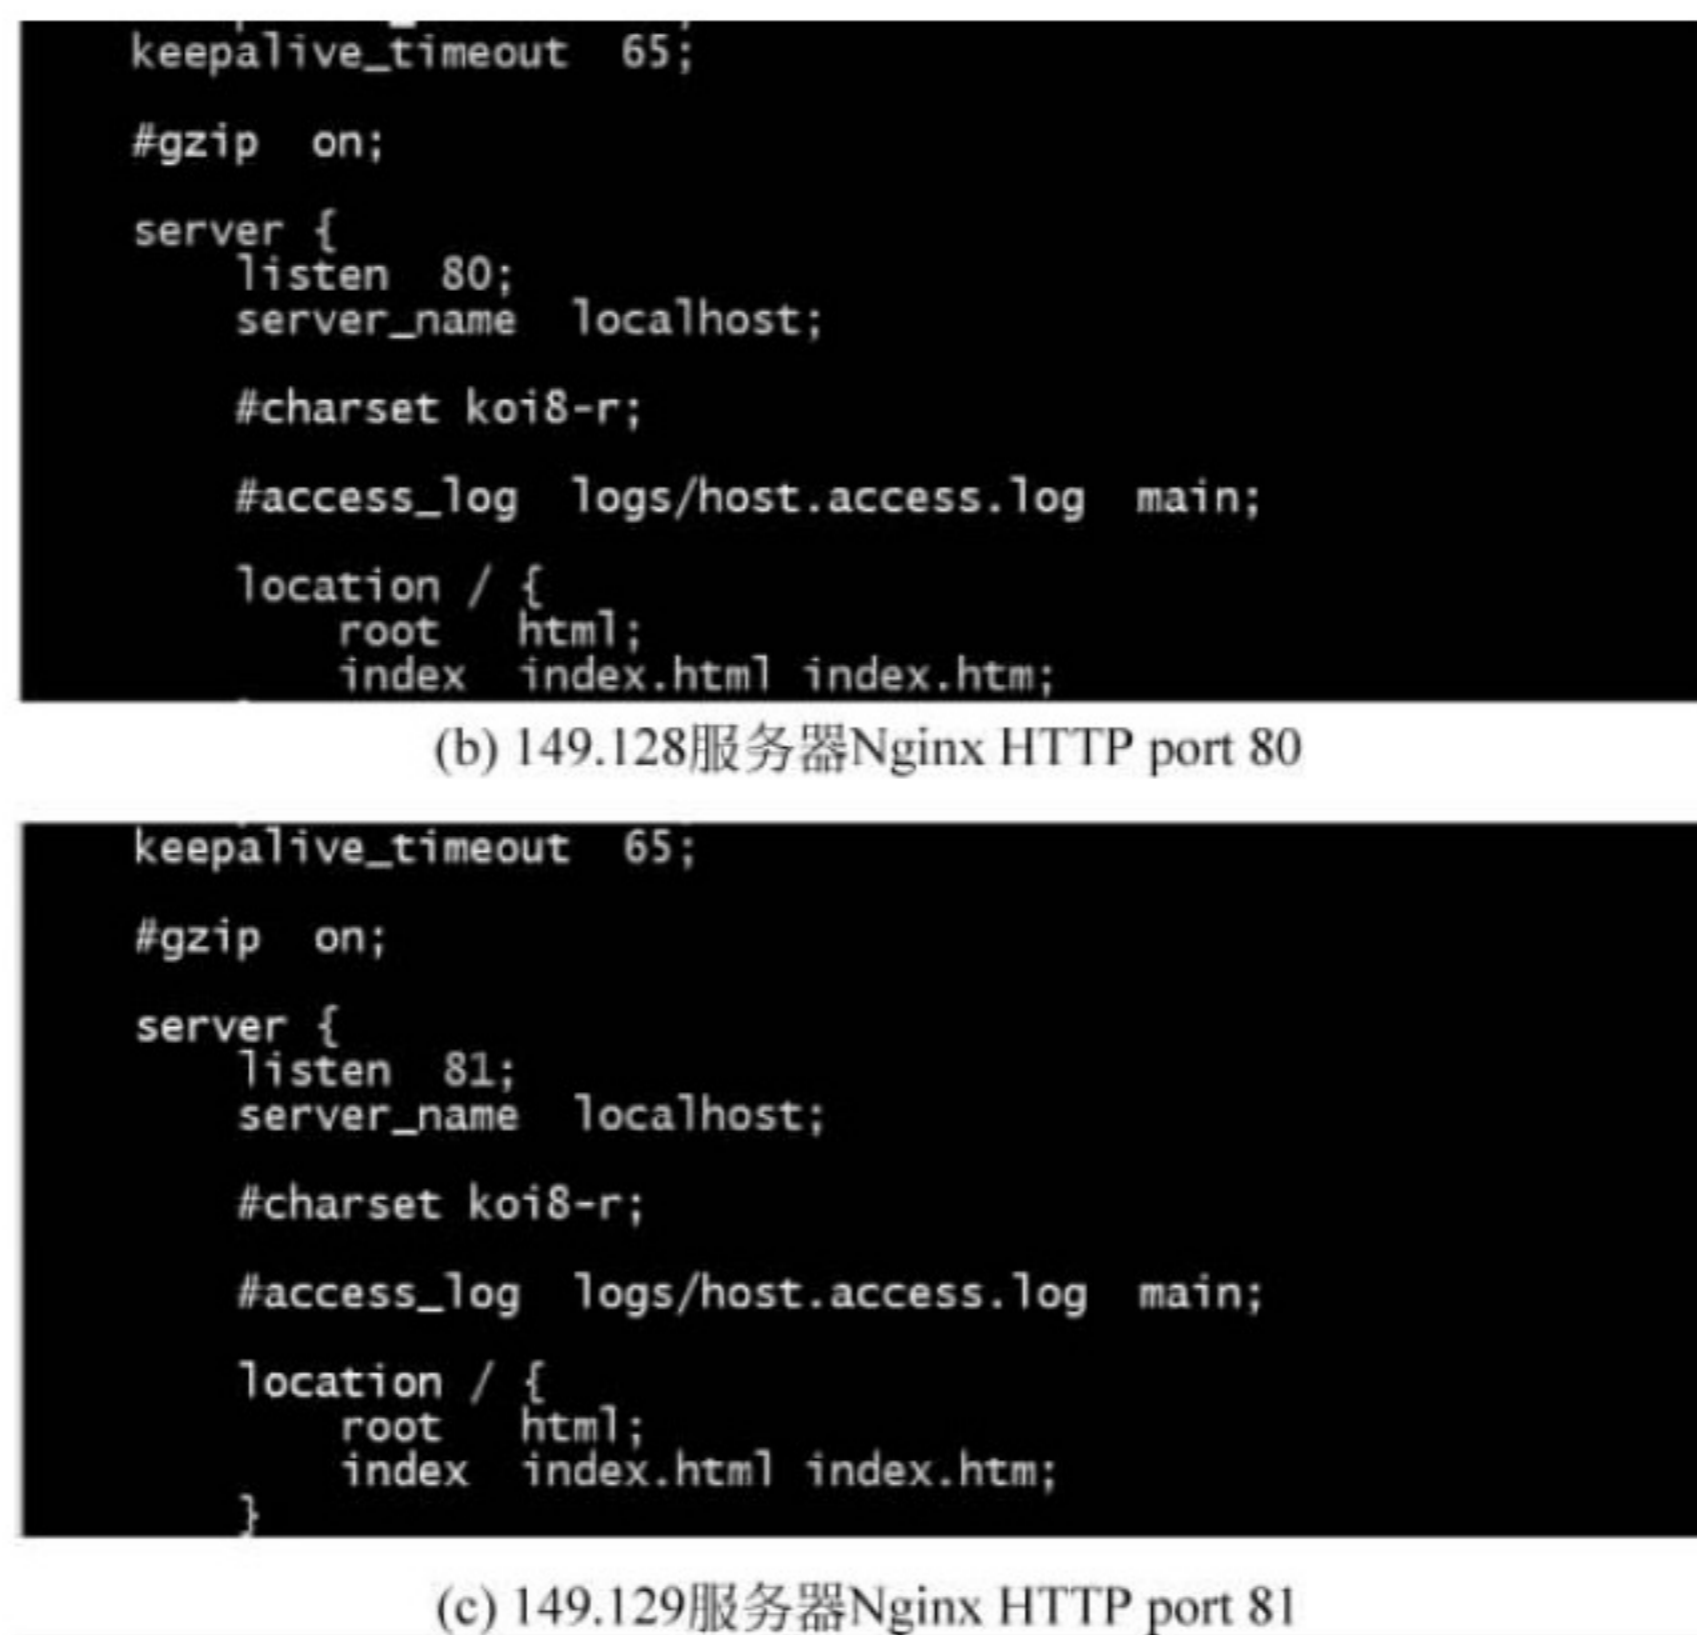 keepalive_timeout  65;
#gzip  on;
server {
listen  80;
server_name  localhost;
#charset koi8-r;
#access_log  logs/host.access.log  main;
location / {
root   html;
index  index.html index.htm;
(b) 149.128服务器Nginx HTTP port 80
keepalive_timeout  65;
#gzip  on;
server {
listen  81;
server_name  localhost;
#charset koi8-r;
#access_log  logs/host.access.log  main;
location / {
root   html;
index  index.html index.htm;
}
(c) 149.129服务器Nginx HTTP port 81